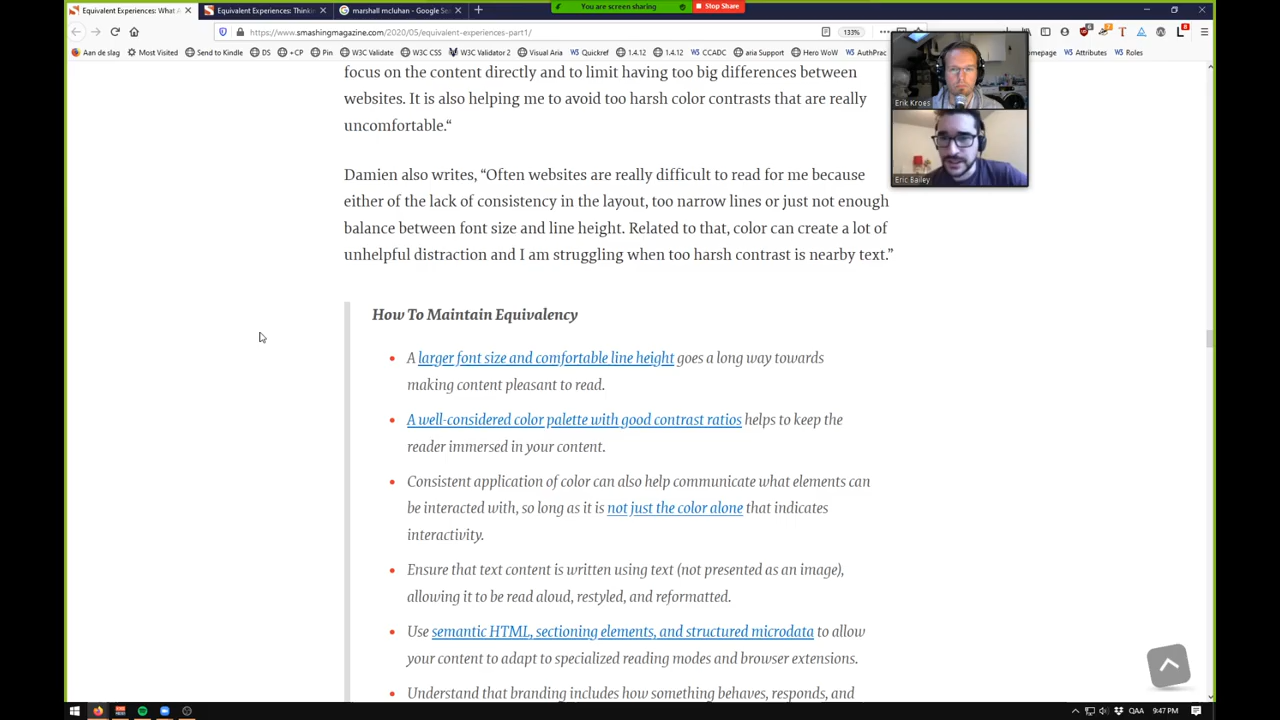 Equivalent Experiences: What A
Equivalent Experiences: Thinki
marshall mcluhan - Google Se
You are screen sharing
Stop Share
https://www.smashingmagazine.com/2020/05/equivalent-experiences-part1/
133%
Aan de slag
Most Visited
Send to Kindle
DS
+CP
Pin
W3C Validate
W3C CSS
W3C Validator 2
Visual Aria
Quickref
1.4.12
1.4.12
CCADC
aria Support
Hero WoW
AuthPrac
omepage
Attributes
Roles
focus on the content directly and to limit having too big differences between
websites. It is also helping me to avoid too harsh color contrasts that are really
uncomfortable.“
Erik Kroes
Eric Bailey
Damien also writes, “Often websites are really difficult to read for me because
either of the lack of consistency in the layout, too narrow lines or just not enough
balance between font size and line height. Related to that, color can create a lot of
unhelpful distraction and I am struggling when too harsh contrast is nearby text.”
How To Maintain Equivalency
• A larger font size and comfortable line height goes a long way towards
making content pleasant to read.
• A well-considered color palette with good contrast ratios helps to keep the
reader immersed in your content.
• Consistent application of color can also help communicate what elements can
be interacted with, so long as it is not just the color alone that indicates
interactivity.
• Ensure that text content is written using text (not presented as an image),
allowing it to be read aloud, restyled, and reformatted.
• Use semantic HTML, sectioning elements, and structured microdata to allow
your content to adapt to specialized reading modes and browser extensions.
• Understand that branding includes how something behaves, responds, and
QAA
9:47 PM